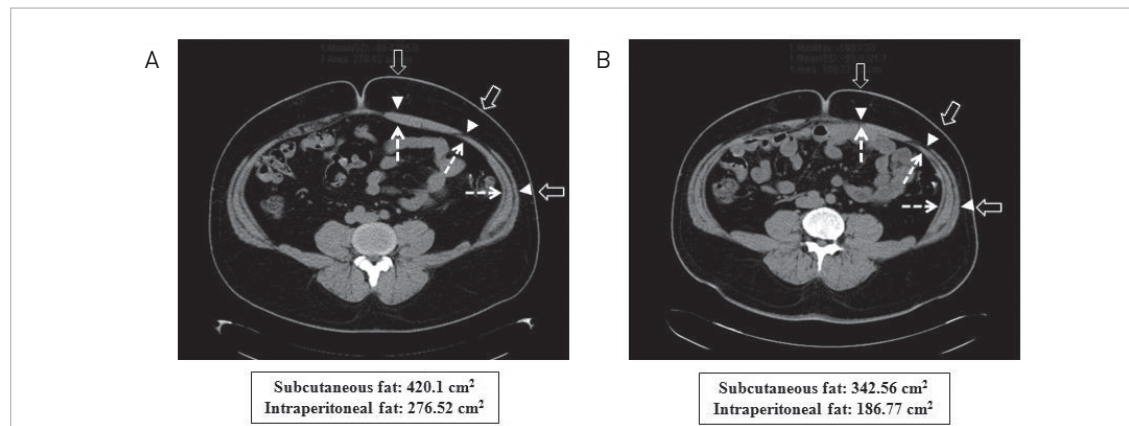 A
B
Subcutaneous fat: 420.1 cm²
Intraperitoneal fat: 276.52 cm²
Subcutaneous fat: 342.56 cm²
Intraperitoneal fat: 186.77 cm²